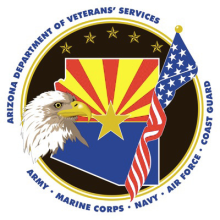 ARIZONA DEPARTMENT OF VETERANS' SERVICES
ARMY · MARINE CORPS · NAVY · AIR FORCE · COAST GUARD